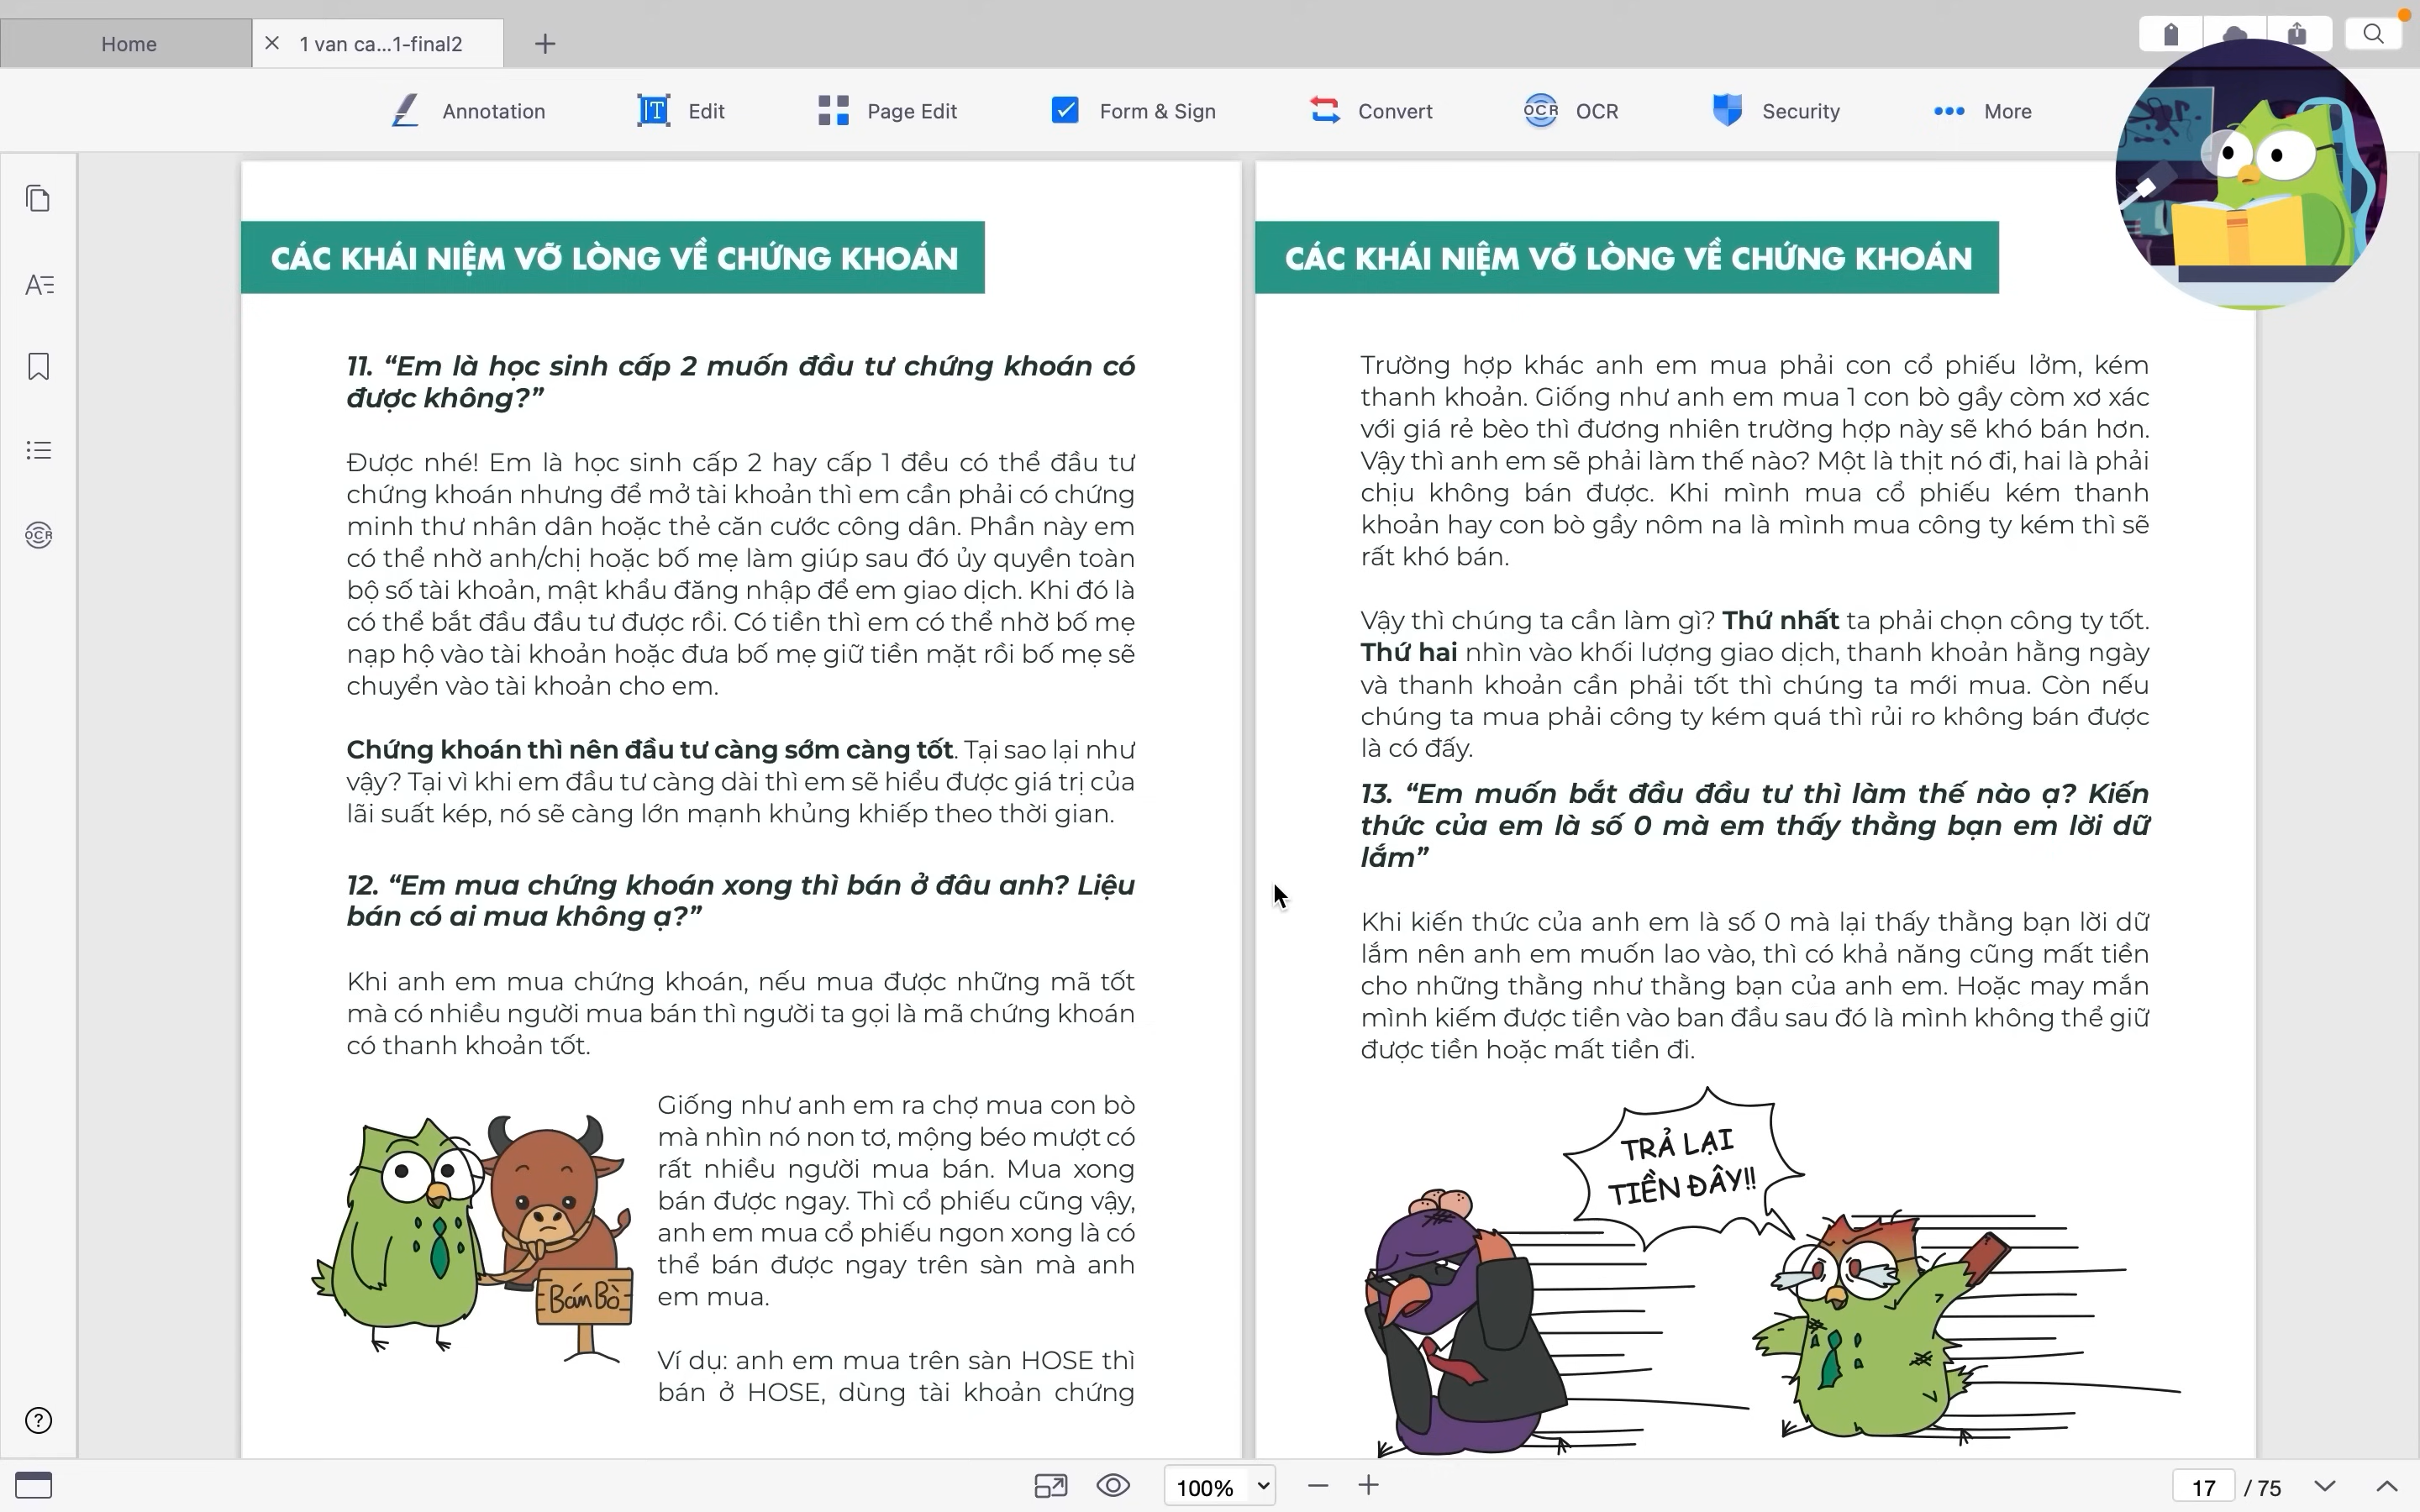 Home
1 van ca...1-final2
Annotation
Edit
Page Edit
Form & Sign
Convert
OCR
OCR
Security
More
CÁC KHÁI NIỆM VỠ LÒNG VỀ CHỨNG KHOÁN
11. “Em là học sinh cấp 2 muốn đầu tư chứng khoán có
được không?”
Được nhé! Em là học sinh cấp 2 hay cấp 1 đều có thể đầu tư
chứng khoán nhưng để mở tài khoản thì em cần phải có chứng
minh thư nhân dân hoặc thẻ căn cước công dân. Phần này em
có thể nhờ anh/chị hoặc bố mẹ làm giúp sau đó ủy quyền toàn
bộ số tài khoản, mật khẩu đăng nhập để em giao dịch. Khi đó là
có thể bắt đầu đầu tư được rồi. Có tiền thì em có thể nhờ bố mẹ
nạp hộ vào tài khoản hoặc đưa bố mẹ giữ tiền mặt rồi bố mẹ sẽ
chuyển vào tài khoản cho em.
Chứng khoán thì nên đầu tư càng sớm càng tốt. Tại sao lại như
vậy? Tại vì khi em đầu tư càng dài thì em sẽ hiểu được giá trị của
lãi suất kép, nó sẽ càng lớn mạnh khủng khiếp theo thời gian.
12. “Em mua chứng khoán xong thì bán ở đâu anh? Liệu
bán có ai mua không ạ?”
Khi anh em mua chứng khoán, nếu mua được những mã tốt
mà có nhiều người mua bán thì người ta gọi là mã chứng khoán
có thanh khoản tốt.
Giống như anh em ra chợ mua con bò
mà nhìn nó non tơ, mộng béo mượt có
rất nhiều người mua bán. Mua xong
bán được ngay. Thì cổ phiếu cũng vậy,
anh em mua cổ phiếu ngon xong là có
thể bán được ngay trên sàn mà anh
em mua.
Bán Bò
Ví dụ: anh em mua trên sàn HOSE thì
bán ở HOSE, dùng tài khoản chứng
CÁC KHÁI NIỆM VỠ LÒNG VỀ CHỨNG KHOÁN
Trường hợp khác anh em mua phải con cổ phiếu lởm, kém
thanh khoản. Giống như anh em mua 1 con bò gầy còm xơ xác
với giá rẻ bèo thì đương nhiên trường hợp này sẽ khó bán hơn.
Vậy thì anh em sẽ phải làm thế nào? Một là thịt nó đi, hai là phải
chịu không bán được. Khi mình mua cổ phiếu kém thanh
khoản hay con bò gầy nôm na là mình mua công ty kém thì sẽ
rất khó bán.
Vậy thì chúng ta cần làm gì? Thứ nhất ta phải chọn công ty tốt.
Thứ hai nhìn vào khối lượng giao dịch, thanh khoản hằng ngày
và thanh khoản cần phải tốt thì chúng ta mới mua. Còn nếu
chúng ta mua phải công ty kém quá thì rủi ro không bán được
là có đấy.
13. “Em muốn bắt đầu đầu tư thì làm thế nào ạ? Kiến
thức của em là số 0 mà em thấy thằng bạn em lời dữ
lắm”
Khi kiến thức của anh em là số 0 mà lại thấy thằng bạn lời dữ
lắm nên anh em muốn lao vào, thì có khả năng cũng mất tiền
cho những thằng như thằng bạn của anh em. Hoặc may mắn
mình kiếm được tiền vào ban đầu sau đó là mình không thể giữ
được tiền hoặc mất tiền đi.
TRẢ LẠI
TIỀN ĐÂY!!
OCR
100%
17 / 75